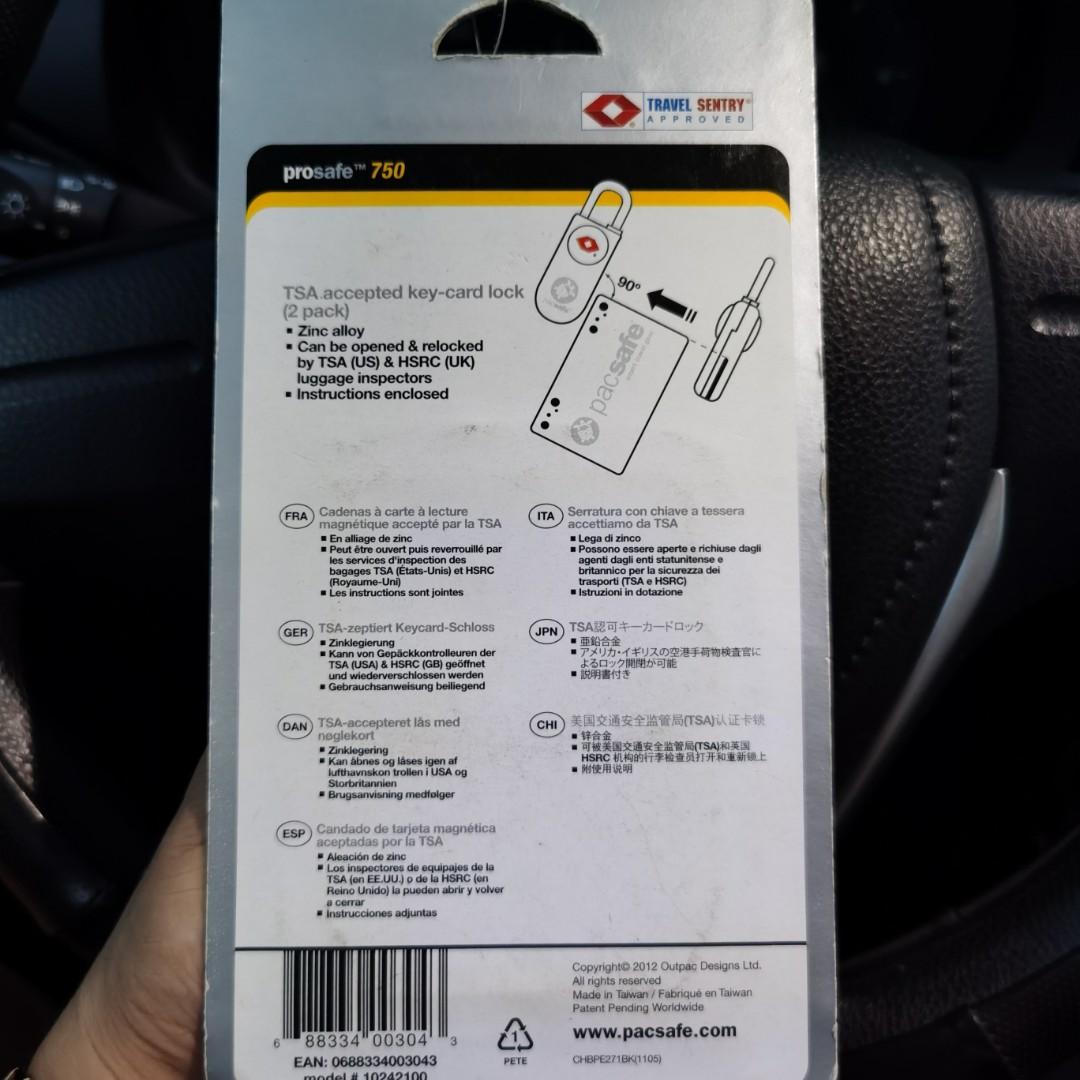 TRAVEL SENTRY®
APPROVED
prosafe™ 750
90º
pacsafe
TSA accepted key-card lock
(2 pack)
▪ Zinc alloy
▪ Can be opened & relocked
by TSA (US) & HSRC (UK)
luggage inspectors
▪ Instructions enclosed
FRA
Cadenas à carte à lecture
magnétique accepté par la TSA
▪ En alliage de zinc
▪ Peut être ouvert puis reverrouillé par
les services d'inspection des
bagages TSA (États-Unis) et HSRC
(Royaume-Uni)
▪ Les instructions sont jointes
GER
TSA-zeptiert Keycard-Schloss
▪ Zinklegierung
▪ Kann von Gepäckkontrolleuren der
TSA (USA) & HSRC (GB) geöffnet
und wiederverschlossen werden
▪ Gebrauchsanweisung beiliegend
DAN
TSA-accepteret lås med
nøglekort
▪ Zinklegering
▪ Kan åbnes og låses igen af
lufthavnskon trollen i USA og
Storbritannien
▪ Brugsanvisning medfølger
ESP
Candado de tarjeta magnética
aceptadas por la TSA
▪ Aleación de zinc
▪ Los inspectores de equipajes de la
TSA (en EE.UU.) o de la HSRC (en
Reino Unido) la pueden abrir y volver
a cerrar
▪ Instrucciones adjuntas
ITA
Serratura con chiave a tessera
accettiamo da TSA
▪ Lega di zinco
▪ Possono essere aperte e richiuse dagli
agenti dagli enti statunitense e
britannico per la sicurezza dei
trasporti (TSA e HSRC)
▪ Istruzioni in dotazione
JPN
TSA認可キーカードロック
▪ 亜鉛合金
▪ アメリカ・イギリスの空港手荷物検査官に
よるロック開閉が可能
▪ 説明書付き
CHI
美国交通安全监管局(TSA)认证卡锁
▪ 锌合金
▪ 可被美国交通安全监管局(TSA)和英国
HSRC 机构的行李检查员打开和重新锁上
▪ 附使用说明
6 88334 00304 3
EAN: 0688334003043
model # 10242100
1
PETE
Copyright© 2012 Outpac Designs Ltd.
All rights reserved
Made in Taiwan / Fabriqué en Taiwan
Patent Pending Worldwide
www.pacsafe.com
CHBPE271BK(1105)